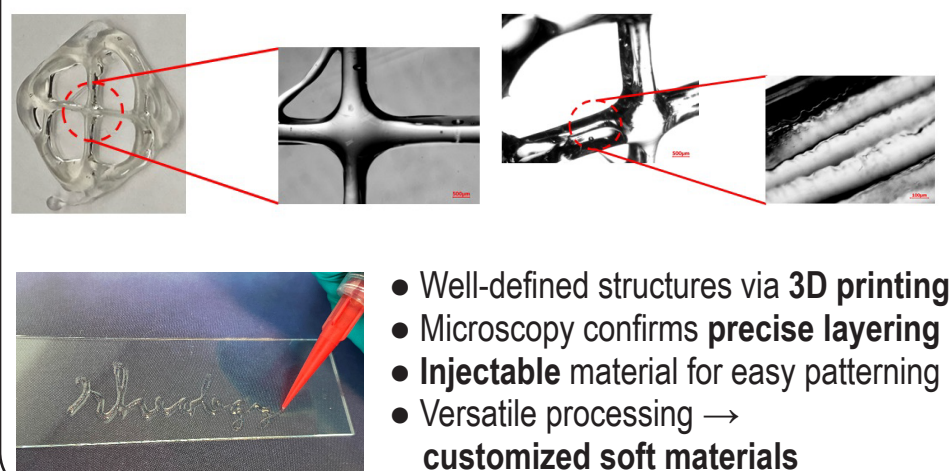 500μm
500μm
100μm
● Well-defined structures via 3D printing
● Microscopy confirms precise layering
● Injectable material for easy patterning
● Versatile processing →
customized soft materials